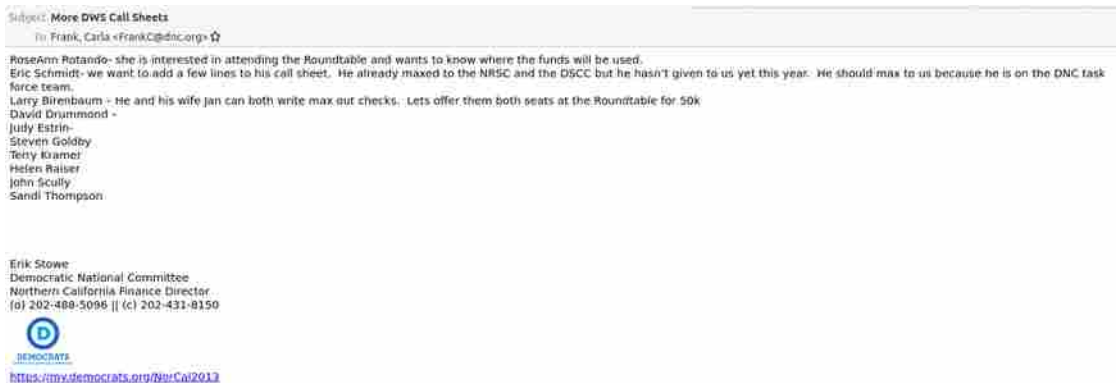 Subject: More DWS Call Sheets
To Frank, Carla <FrankC@dnc.org>
RoseAnn Rotando- she is interested in attending the Roundtable and wants to know where the funds will be used.
Eric Schmidt- we want to add a few lines to his call sheet. He already maxed to the NRSC and the DSCC but he hasn't given to us yet this year. He should max to us because he is on the DNC task
force team.
Larry Birenbaum - He and his wife Jan can both write max out checks. Lets offer them both seats at the Roundtable for 50k
David Drummond -
Judy Estrin-
Steven Goldby
Terry Kramer
Helen Raiser
John Scully
Sandi Thompson
Erik Stowe
Democratic National Committee
Northern California Finance Director
(o) 202-488-5096 || (c) 202-431-8150
D
DEMOCRATS
https://my.democrats.org/NorCal2013